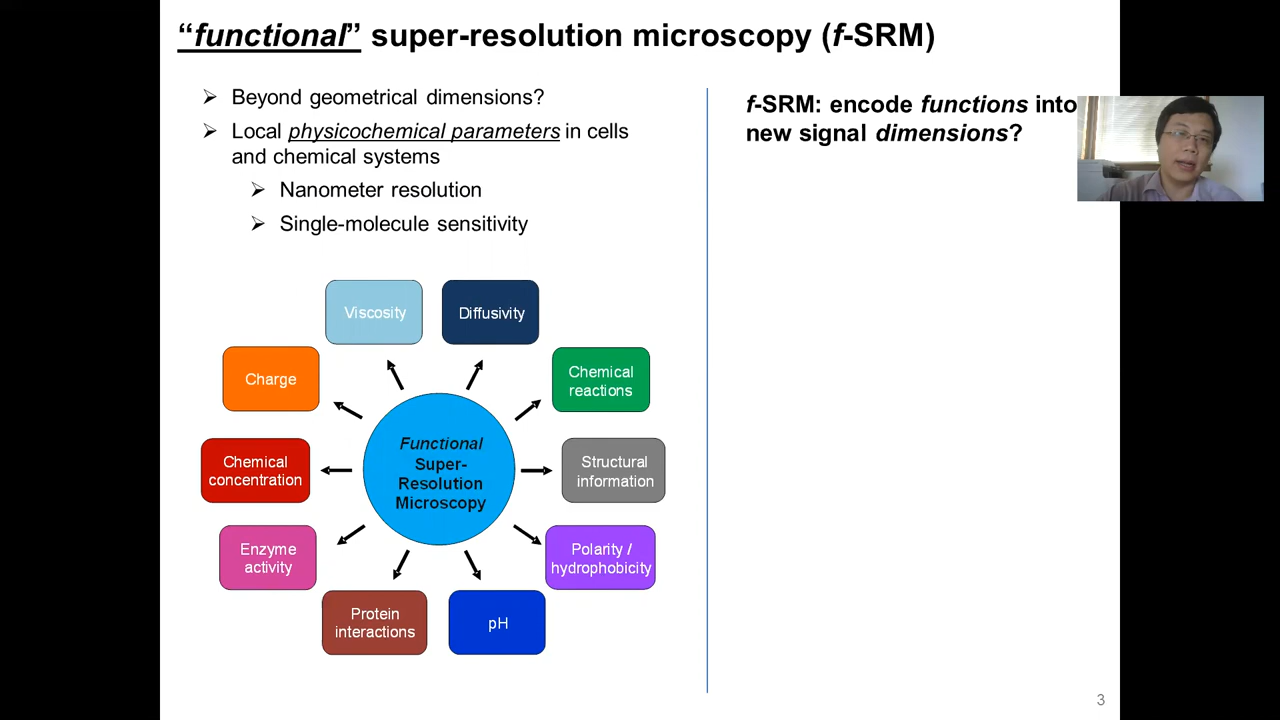 “functional” super-resolution microscopy (f-SRM)
➢ Beyond geometrical dimensions?
➢ Local physicochemical parameters in cells
and chemical systems
➢ Nanometer resolution
➢ Single-molecule sensitivity
f-SRM: encode functions into
new signal dimensions?
Viscosity
Diffusivity
Charge
Chemical
reactions
Functional
Super-
Resolution
Microscopy
Chemical
concentration
Structural
information
Enzyme
activity
Polarity /
hydrophobicity
Protein
interactions
pH
3